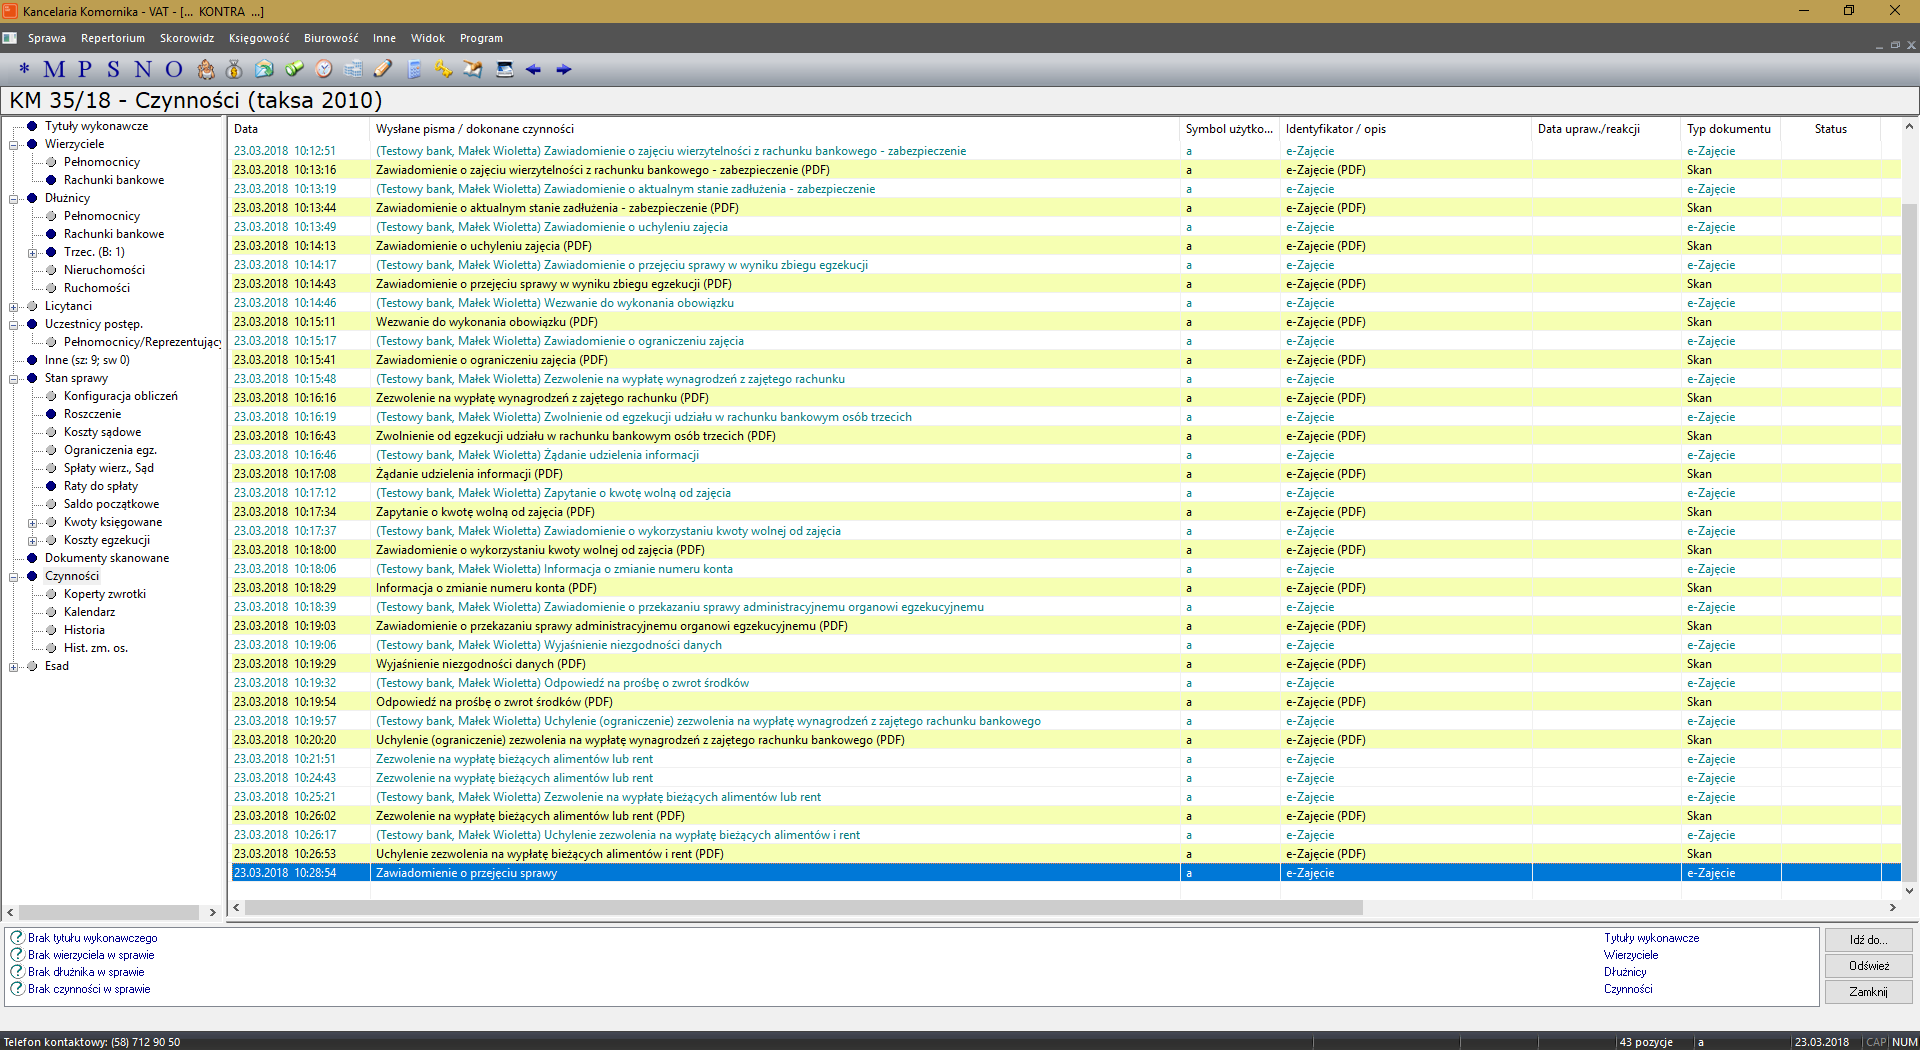 Kancelaria Komornika - VAT - [... KONTRA ...]
Sprawa Repertorium Skorowidz Księgowość Biurowość Inne Widok Program
* M P S N O
KM 35/18 - Czynności (taksa 2010)
Tytuły wykonawcze
Wierzyciele
Pełnomocnicy
Rachunki bankowe
Dłużnicy
Pełnomocnicy
Rachunki bankowe
Trzec. (B: 1)
Nieruchomości
Ruchomości
Licytanci
Uczestnicy postęp.
Pełnomocnicy/Reprezentujący
Inne (sz: 9; sw 0)
Stan sprawy
Konfiguracja obliczeń
Roszczenie
Koszty sądowe
Ograniczenia egz.
Spłaty wierz., Sąd
Raty do spłaty
Saldo początkowe
Kwoty księgowane
Koszty egzekucji
Dokumenty skanowane
Czynności
Koperty zwrotki
Kalendarz
Historia
Hist. zm. os.
Esad
Data Wysłane pisma / dokonane czynności Symbol użytko... Identyfikator / opis Data upraw./reakcji Typ dokumentu Status
23.03.2018 10:12:51 (Testowy bank, Małek Wioletta) Zawiadomienie o zajęciu wierzytelności z rachunku bankowego - zabezpieczenie a e-Zajęcie e-Zajęcie
23.03.2018 10:13:16 Zawiadomienie o zajęciu wierzytelności z rachunku bankowego - zabezpieczenie (PDF) a e-Zajęcie (PDF) Skan
23.03.2018 10:13:19 (Testowy bank, Małek Wioletta) Zawiadomienie o aktualnym stanie zadłużenia - zabezpieczenie a e-Zajęcie e-Zajęcie
23.03.2018 10:13:44 Zawiadomienie o aktualnym stanie zadłużenia - zabezpieczenie (PDF) a e-Zajęcie (PDF) Skan
23.03.2018 10:13:49 (Testowy bank, Małek Wioletta) Zawiadomienie o uchyleniu zajęcia a e-Zajęcie e-Zajęcie
23.03.2018 10:14:13 Zawiadomienie o uchyleniu zajęcia (PDF) a e-Zajęcie (PDF) Skan
23.03.2018 10:14:17 (Testowy bank, Małek Wioletta) Zawiadomienie o przejęciu sprawy w wyniku zbiegu egzekucji a e-Zajęcie e-Zajęcie
23.03.2018 10:14:43 Zawiadomienie o przejęciu sprawy w wyniku zbiegu egzekucji (PDF) a e-Zajęcie (PDF) Skan
23.03.2018 10:14:46 (Testowy bank, Małek Wioletta) Wezwanie do wykonania obowiązku a e-Zajęcie e-Zajęcie
23.03.2018 10:15:11 Wezwanie do wykonania obowiązku (PDF) a e-Zajęcie (PDF) Skan
23.03.2018 10:15:17 (Testowy bank, Małek Wioletta) Zawiadomienie o ograniczeniu zajęcia a e-Zajęcie e-Zajęcie
23.03.2018 10:15:41 Zawiadomienie o ograniczeniu zajęcia (PDF) a e-Zajęcie (PDF) Skan
23.03.2018 10:15:48 (Testowy bank, Małek Wioletta) Zezwolenie na wypłatę wynagrodzeń z zajętego rachunku a e-Zajęcie e-Zajęcie
23.03.2018 10:16:16 Zezwolenie na wypłatę wynagrodzeń z zajętego rachunku (PDF) a e-Zajęcie (PDF) Skan
23.03.2018 10:16:19 (Testowy bank, Małek Wioletta) Zwolnienie od egzekucji udziału w rachunku bankowym osób trzecich a e-Zajęcie e-Zajęcie
23.03.2018 10:16:43 Zwolnienie od egzekucji udziału w rachunku bankowym osób trzecich (PDF) a e-Zajęcie (PDF) Skan
23.03.2018 10:16:46 (Testowy bank, Małek Wioletta) Żądanie udzielenia informacji a e-Zajęcie e-Zajęcie
23.03.2018 10:17:08 Żądanie udzielenia informacji (PDF) a e-Zajęcie (PDF) Skan
23.03.2018 10:17:12 (Testowy bank, Małek Wioletta) Zapytanie o kwotę wolną od zajęcia a e-Zajęcie e-Zajęcie
23.03.2018 10:17:34 Zapytanie o kwotę wolną od zajęcia (PDF) a e-Zajęcie (PDF) Skan
23.03.2018 10:17:37 (Testowy bank, Małek Wioletta) Zawiadomienie o wykorzystaniu kwoty wolnej od zajęcia a e-Zajęcie e-Zajęcie
23.03.2018 10:18:00 Zawiadomienie o wykorzystaniu kwoty wolnej od zajęcia (PDF) a e-Zajęcie (PDF) Skan
23.03.2018 10:18:06 (Testowy bank, Małek Wioletta) Informacja o zmianie numeru konta a e-Zajęcie e-Zajęcie
23.03.2018 10:18:29 Informacja o zmianie numeru konta (PDF) a e-Zajęcie (PDF) Skan
23.03.2018 10:18:39 (Testowy bank, Małek Wioletta) Zawiadomienie o przekazaniu sprawy administracyjnemu organowi egzekucyjnemu a e-Zajęcie e-Zajęcie
23.03.2018 10:19:03 Zawiadomienie o przekazaniu sprawy administracyjnemu organowi egzekucyjnemu (PDF) a e-Zajęcie (PDF) Skan
23.03.2018 10:19:06 (Testowy bank, Małek Wioletta) Wyjaśnienie niezgodności danych a e-Zajęcie e-Zajęcie
23.03.2018 10:19:29 Wyjaśnienie niezgodności danych (PDF) a e-Zajęcie (PDF) Skan
23.03.2018 10:19:32 (Testowy bank, Małek Wioletta) Odpowiedź na prośbę o zwrot środków a e-Zajęcie e-Zajęcie
23.03.2018 10:19:54 Odpowiedź na prośbę o zwrot środków (PDF) a e-Zajęcie (PDF) Skan
23.03.2018 10:19:57 (Testowy bank, Małek Wioletta) Uchylenie (ograniczenie) zezwolenia na wypłatę wynagrodzeń z zajętego rachunku bankowego a e-Zajęcie e-Zajęcie
23.03.2018 10:20:20 Uchylenie (ograniczenie) zezwolenia na wypłatę wynagrodzeń z zajętego rachunku bankowego (PDF) a e-Zajęcie (PDF) Skan
23.03.2018 10:21:51 Zezwolenie na wypłatę bieżących alimentów lub rent a e-Zajęcie e-Zajęcie
23.03.2018 10:24:43 Zezwolenie na wypłatę bieżących alimentów lub rent a e-Zajęcie e-Zajęcie
23.03.2018 10:25:21 (Testowy bank, Małek Wioletta) Zezwolenie na wypłatę bieżących alimentów lub rent a e-Zajęcie e-Zajęcie
23.03.2018 10:26:02 Zezwolenie na wypłatę bieżących alimentów lub rent (PDF) a e-Zajęcie (PDF) Skan
23.03.2018 10:26:17 (Testowy bank, Małek Wioletta) Uchylenie zezwolenia na wypłatę bieżących alimentów i rent a e-Zajęcie e-Zajęcie
23.03.2018 10:26:53 Uchylenie zezwolenia na wypłatę bieżących alimentów i rent (PDF) a e-Zajęcie (PDF) Skan
23.03.2018 10:28:54 Zawiadomienie o przejęciu sprawy a e-Zajęcie e-Zajęcie
Brak tytułu wykonawczego Tytuły wykonawcze
Brak wierzyciela w sprawie Wierzyciele
Brak dłużnika w sprawie Dłużnicy
Brak czynności w sprawie Czynności
Idź do...
Odśwież
Zamknij
Telefon kontaktowy: (58) 712 90 50 43 pozycje a 23.03.2018 CAP NUM